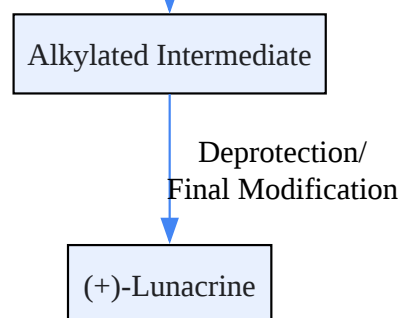 Alkylated Intermediate
Deprotection/
Final Modification
(+)-Lunacrine